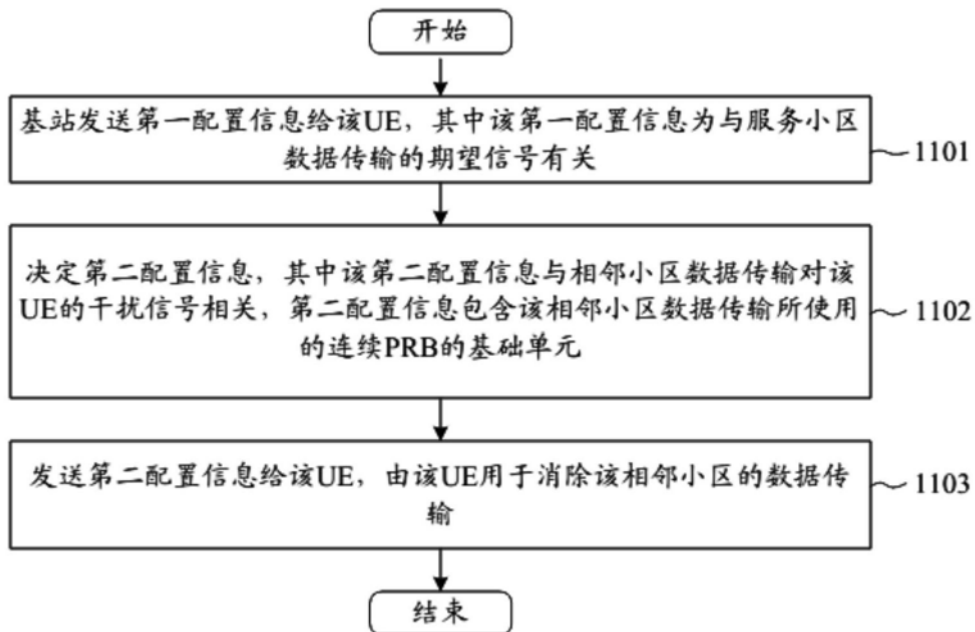 开始
基站发送第一配置信息给该UE，其中该第一配置信息为与服务小区
数据传输的期望信号有关
1101
决定第二配置信息，其中该第二配置信息与相邻小区数据传输对该
UE的干扰信号相关，第二配置信息包含该相邻小区数据传输所使用
的连续PRB的基础单元
1102
发送第二配置信息给该UE，由该UE用于消除该相邻小区的数据传
输
1103
结束